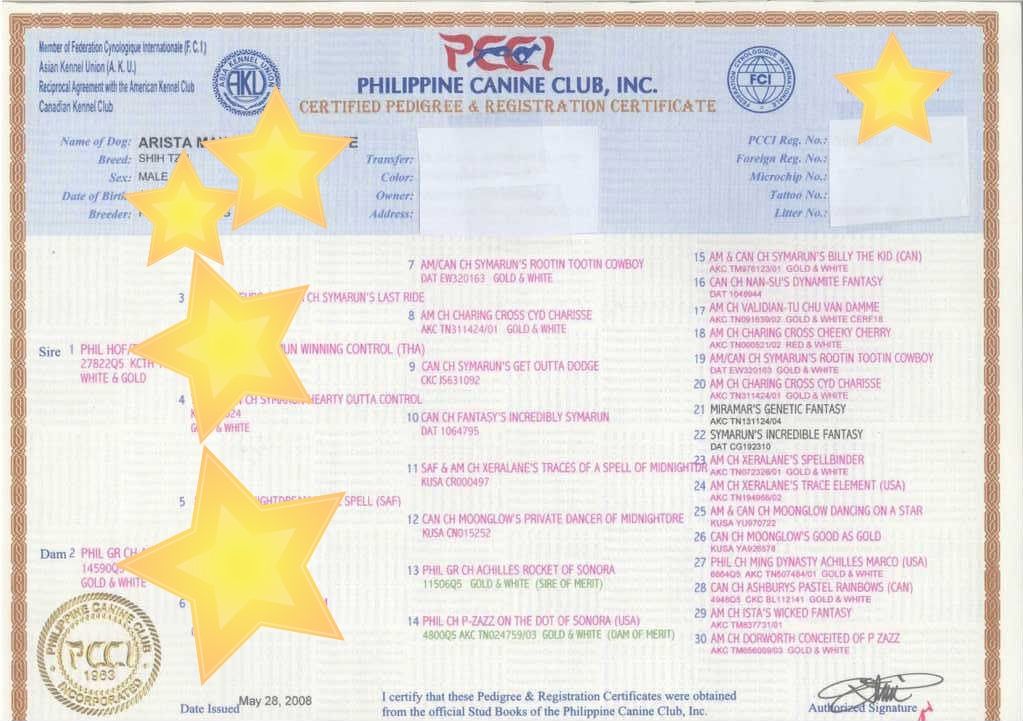 Member of Federation Cynologique Internationale (F.C.I)
Asian Kennel Union (A.K.U.)
Reciprocal Agreement with the American Kennel Club
Canadian Kennel Club
ASIA KENNEL UNION
AKU
PCCI
PHILIPPINE CANINE CLUB, INC.
CERTIFIED PEDIGREE & REGISTRATION CERTIFICATE
FEDERATION CYNOLOGIQUE INTERNATIONALE
FCI
Name of Dog: ARISTA
Breed: SHIH
Sex: MALE
Date of
Breeder:
Transfer:
Color:
Owner:
Address:
PCCI Reg. No.:
Foreign Reg. No.:
Microchip No.:
Tattoo No.:
Litter No.:
Sire 1 PHIL WINNING CONTROL (THA)
27822Q5 KCTH
WHITE & GOLD
Dam 2 PHIL GR CH
14590Q5
GOLD & WHITE
3 CH SYMARUN'S LAST RIDE
4 CH HEARTY OUTTA CONTROL
& WHITE
5 SPELL (SAF)
6
7 AM/CAN CH SYMARUN'S ROOTIN TOOTIN COWBOY
DAT EW320163 GOLD & WHITE
8 AM CH CHARING CROSS CYD CHARISSE
AKC TN311424/01 GOLD & WHITE
9 CAN CH SYMARUN'S GET OUTTA DODGE
CKC JS631092
10 CAN CH FANTASY'S INCREDIBLY SYMARUN
DAT 1064795
11 SAF & AM CH XERALANE'S TRACES OF A SPELL OF MIDNIGHTDR
KUSA CR000497
12 CAN CH MOONGLOW'S PRIVATE DANCER OF MIDNIGHTDRE
KUSA CN015252
13 PHIL GR CH ACHILLES ROCKET OF SONORA
11506Q5 GOLD & WHITE (SIRE OF MERIT)
14 PHIL CH P-ZAZZ ON THE DOT OF SONORA (USA)
4800Q5 AKC TN024759/03 GOLD & WHITE (DAM OF MERIT)
15 AM & CAN CH SYMARUN'S BILLY THE KID (CAN)
AKC TM976123/01 GOLD & WHITE
16 CAN CH NAN-SU'S DYNAMITE FANTASY
DAT 1048944
17 AM CH VALIDIAN-TU CHU VAN DAMME
AKC TN091639/02 GOLD & WHITE CERF18
18 AM CH CHARING CROSS CHEEKY CHERRY
AKC TN000521/02 RED & WHITE
19 AM/CAN CH SYMARUN'S ROOTIN TOOTIN COWBOY
DAT EW320163 GOLD & WHITE
20 AM CH CHARING CROSS CYD CHARISSE
AKC TN311424/01 GOLD & WHITE
21 MIRAMAR'S GENETIC FANTASY
AKC TN131124/04
22 SYMARUN'S INCREDIBLE FANTASY
DAT CG192310
23 AM CH XERALANE'S SPELLBINDER
AKC TN072326/01 GOLD & WHITE
24 AM CH XERALANE'S TRACE ELEMENT (USA)
AKC TN194966/02
25 AM & CAN CH MOONGLOW DANCING ON A STAR
KUSA YU970722
26 CAN CH MOONGLOW'S GOOD AS GOLD
KUSA YA926578
27 PHIL CH MING DYNASTY ACHILLES MARCO (USA)
6864Q5 AKC TN507484/01 GOLD & WHITE
28 CAN CH ASHBURYS PASTEL RAINBOWS (CAN)
4948Q5 CKC BL112141 GOLD & WHITE
29 AM CH ISTA'S WICKED FANTASY
AKC TM837731/01
30 AM CH DORWORTH CONCEITED OF P ZAZZ
AKC TM656009/03 GOLD & WHITE
PHILIPPINE CANINE CLUB
PCCI
1963
INCORPORATED
Date Issued May 28, 2008
I certify that these Pedigree & Registration Certificates were obtained
from the official Stud Books of the Philippine Canine Club, Inc.
Authorized Signature